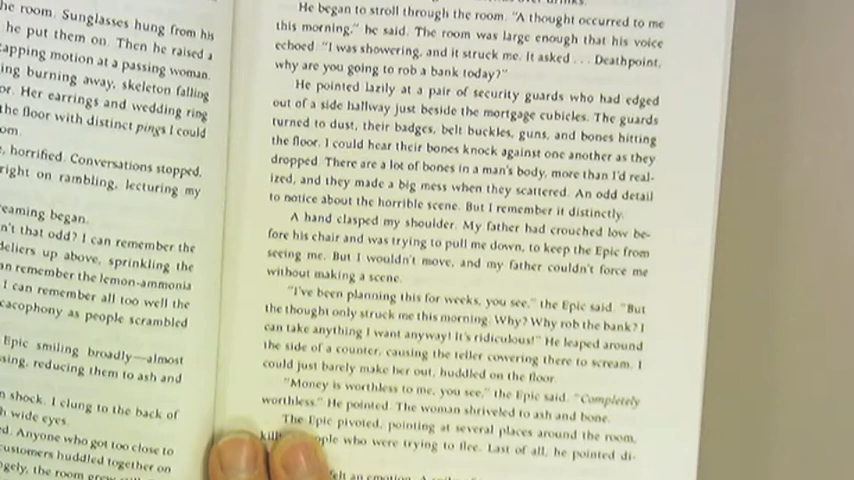 he room. Sunglasses hung from his
he put them on. Then he raised a
tapping motion at a passing woman.
ing burning away, skeleton falling
or. Her earrings and wedding ring
the floor with distinct pings I could
om.
, horrified. Conversations stopped,
right on rambling, lecturing my
eaming began.
n't that odd? I can remember the
deliers up above, sprinkling the
an remember the lemon-ammonia
I can remember all too well the
cacophony as people scrambled
Epic smiling broadly—almost
sing, reducing them to ash and
n shock. I clung to the back of
h wide eyes.
ed. Anyone who got too close to
customers huddled together on
gely, the room grew
He began to stroll through the room. "A thought occurred to me
this morning," he said. The room was large enough that his voice
echoed. "I was showering, and it struck me. It asked . . . Deathpoint,
why are you going to rob a bank today?"
He pointed lazily at a pair of security guards who had edged
out of a side hallway just beside the mortgage cubicles. The guards
turned to dust, their badges, belt buckles, guns, and bones hitting
the floor. I could hear their bones knock against one another as they
dropped. There are a lot of bones in a man's body, more than I'd real-
ized, and they made a big mess when they scattered. An odd detail
to notice about the horrible scene. But I remember it distinctly.
A hand clasped my shoulder. My father had crouched low be-
fore his chair and was trying to pull me down, to keep the Epic from
seeing me. But I wouldn't move, and my father couldn't force me
without making a scene.
"I've been planning this for weeks, you see," the Epic said. "But
the thought only struck me this morning. Why? Why rob the bank? I
can take anything I want anyway! It's ridiculous!" He leaped around
the side of a counter, causing the teller cowering there to scream. I
could just barely make her out, huddled on the floor.
"Money is worthless to me, you see," the Epic said. "Completely
worthless." He pointed. The woman shriveled to ash and bone.
The Epic pivoted, pointing at several places around the room,
who were trying to flee. Last of all, he pointed di-
felt an emotion.